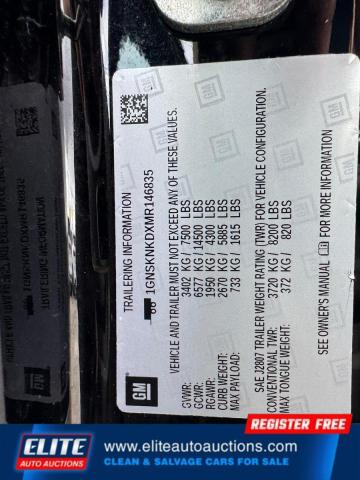 TRAILERING INFORMATION
1GNSKNKDXMR146835
VEHICLE AND TRAILER MUST NOT EXCEED ANY OF THESE VALUES.
GVWR: 3402 KG/ 7500 LBS
GCWR: 6577 KG/14500 LBS
RGAWR: 1950 KG/ 4300 LBS
CURB WEIGHT: 2670 KG/ 5885 LBS
MAX PAYLOAD: 733 KG/ 1615 LBS
SAE J2807 TRAILER WEIGHT RATING (TWR) FOR VEHICLE CONFIGURATION.
CONVENTIONAL TWR: 3720 KG/ 8200 LBS
MAX TONGUE WEIGHT: 372 KG/ 820 LBS
SEE OWNER'S MANUAL
GM
REGISTER FREE
ELITE
AUTO AUCTIONS
www.eliteautoauctions.com
CLEAN & SALVAGE CARS FOR SALE